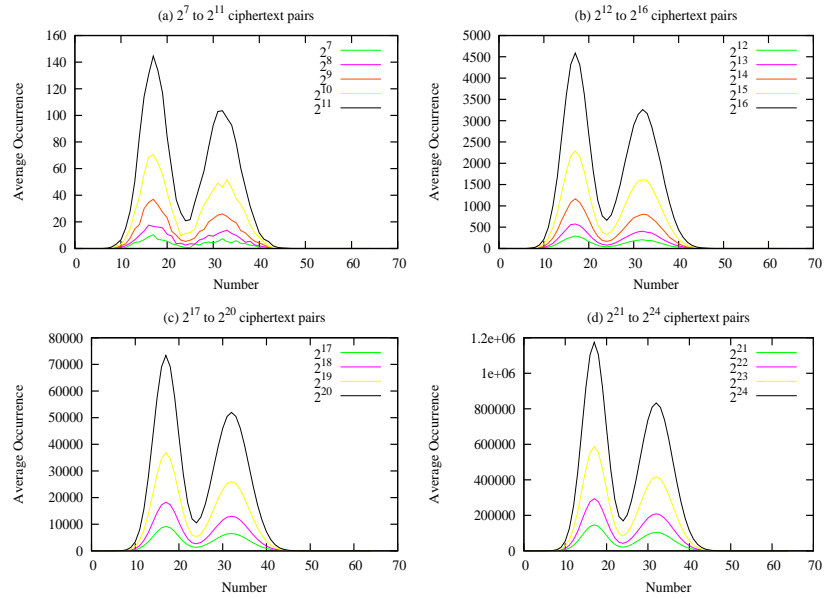 (a) 2^7 to 2^11 ciphertext pairs
160
140
120
100
80
60
40
20
0
0 10 20 30 40 50 60 70
Average Occurrence
Number
2^7
2^8
2^9
2^10
2^11
(b) 2^12 to 2^16 ciphertext pairs
5000
4500
4000
3500
3000
2500
2000
1500
1000
500
0
0 10 20 30 40 50 60 70
Average Occurrence
Number
2^12
2^13
2^14
2^15
2^16
(c) 2^17 to 2^20 ciphertext pairs
80000
70000
60000
50000
40000
30000
20000
10000
0
0 10 20 30 40 50 60 70
Average Occurrence
Number
2^17
2^18
2^19
2^20
(d) 2^21 to 2^24 ciphertext pairs
1.2e+06
1e+06
800000
600000
400000
200000
0
0 10 20 30 40 50 60 70
Average Occurrence
Number
2^21
2^22
2^23
2^24